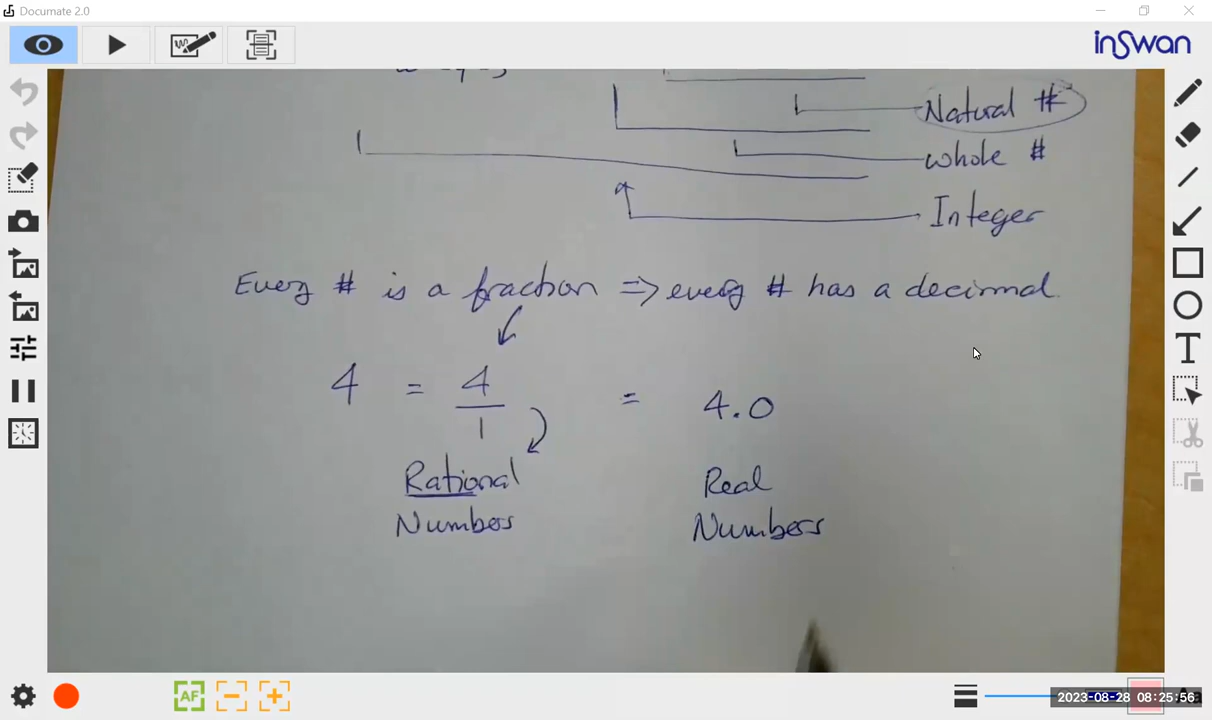 Documate 2.0
inSwan
Natural #
whole #
Integer
Every # is a fraction => every # has a decimal
4 = 4/1 = 4.0
Rational Real
Numbers Numbers
AF
2023-08-28 08:25:56